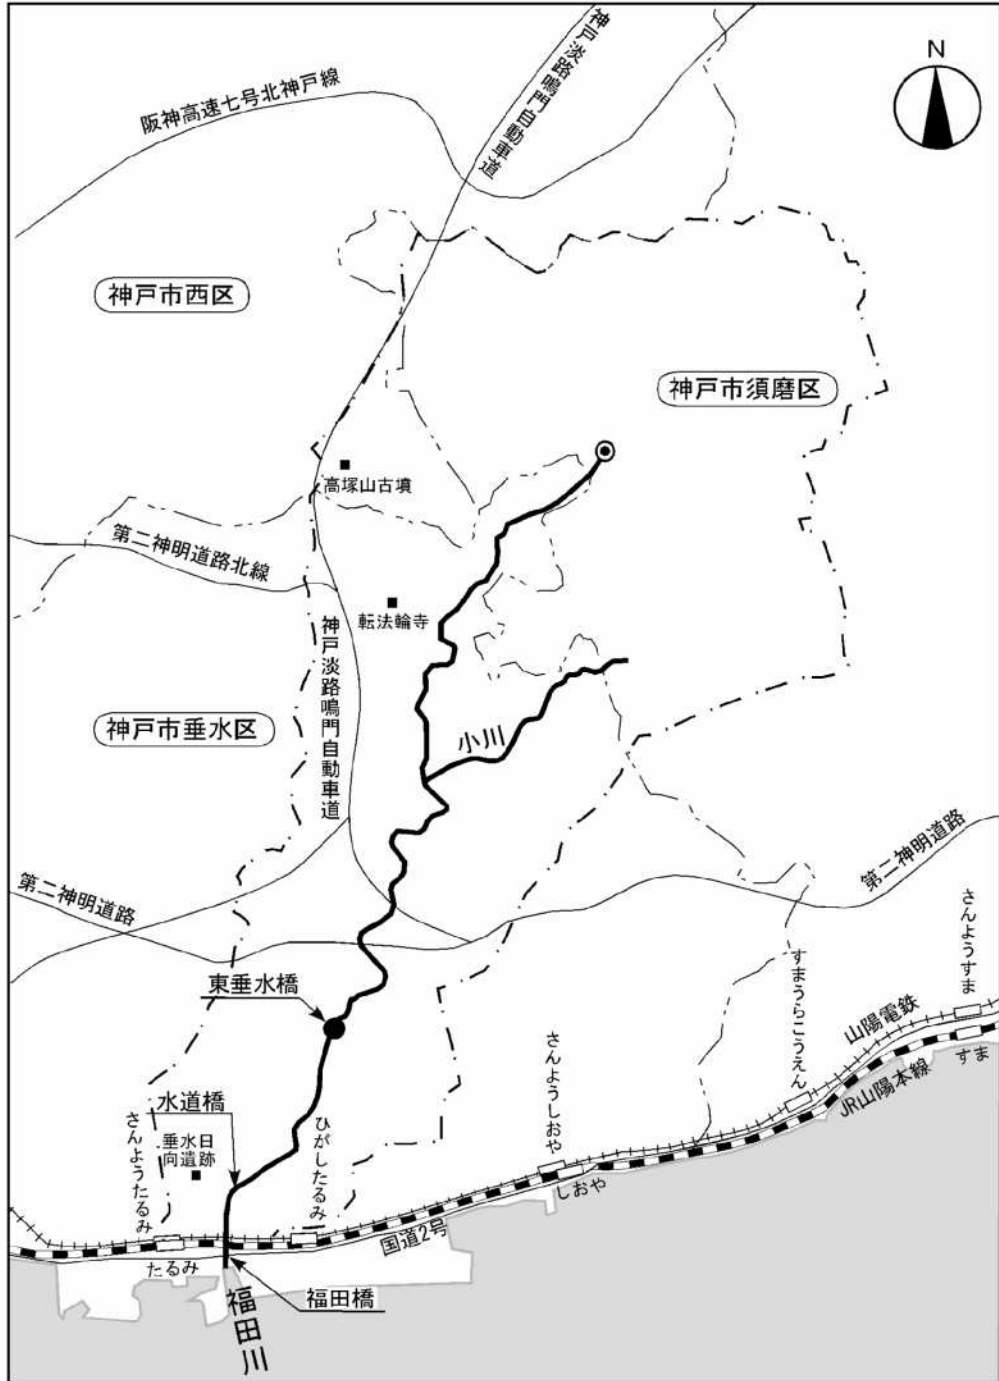 N
阪神高速七号北神戸線
神戸淡路鳴門自動車道
神戸市西区
神戸市須磨区
高塚山古墳
第二神明道路北線
転法輪寺
神戸淡路鳴門自動車道
神戸市垂水区
小川
第二神明道路
第二神明道路
さんようすま
東垂水橋
すまうらこうえん
山陽電鉄
さんようしおや
JR山陽本線
すま
水道橋
さんようたるみ
垂水日
向遺跡
ひがしたるみ
しおや
国道2号
たるみ
福田橋
福田川